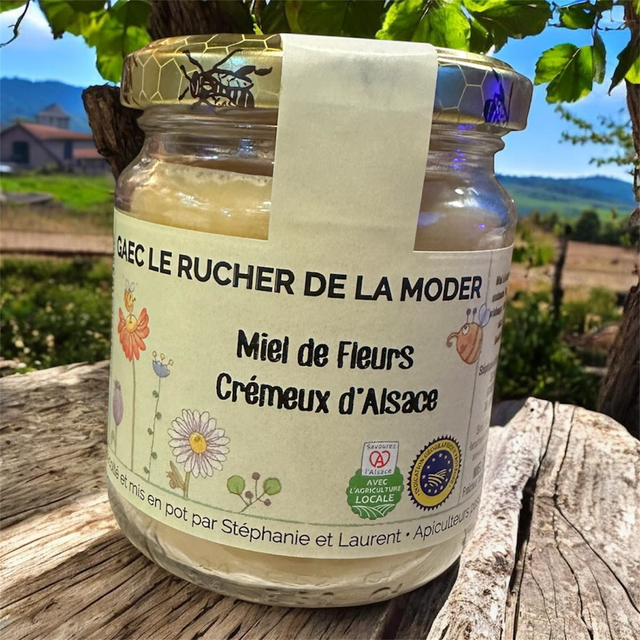 GAEC LE RUCHER DE LA MODER
Miel de Fleurs
Crémeux d'Alsace
SAVOUREZ
l'Alsace
AVEC
L'AGRICULTURE
LOCALE
et mis en pot par Stéphanie et Laurent • Apiculteurs